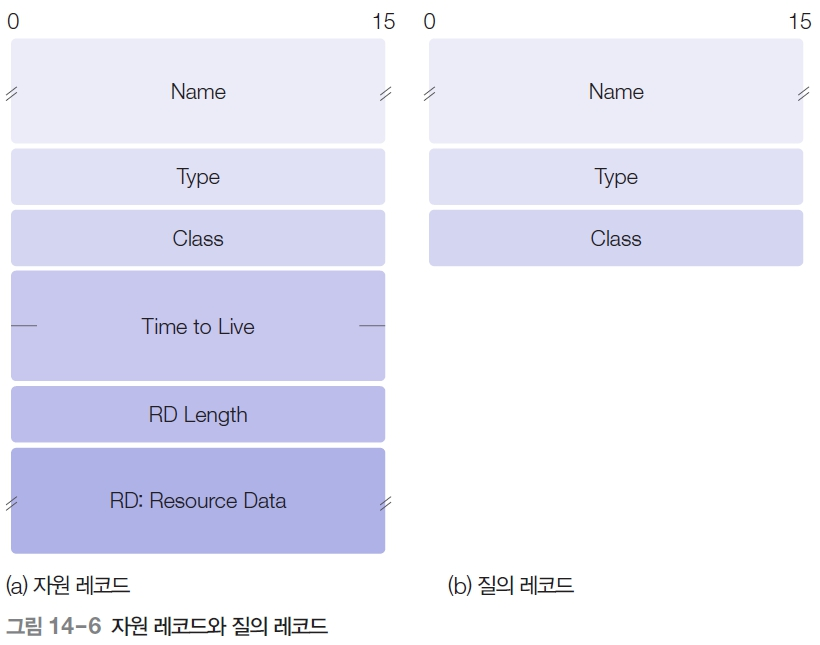 0 15 0 15
Name Name
Type Type
Class Class
Time to Live
RD Length
RD: Resource Data
(a) 자원 레코드 (b) 질의 레코드
그림 14-6 자원 레코드와 질의 레코드